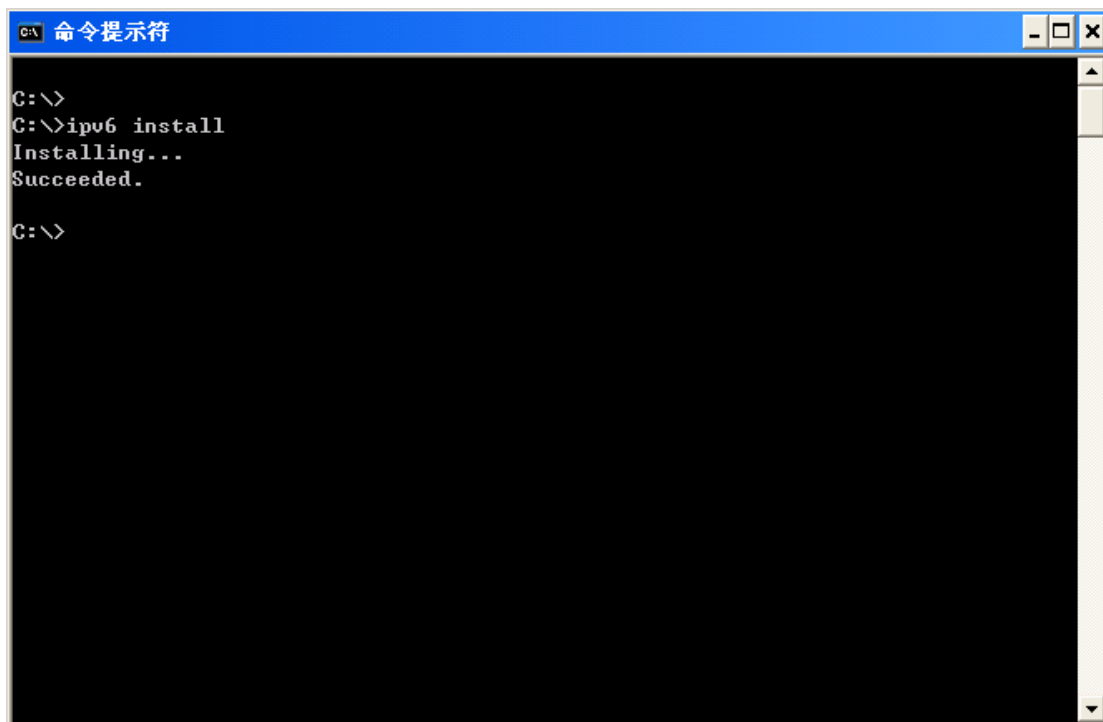 命令提示符
C:\>
C:\>ipv6 install
Installing...
Succeeded.
C:\>